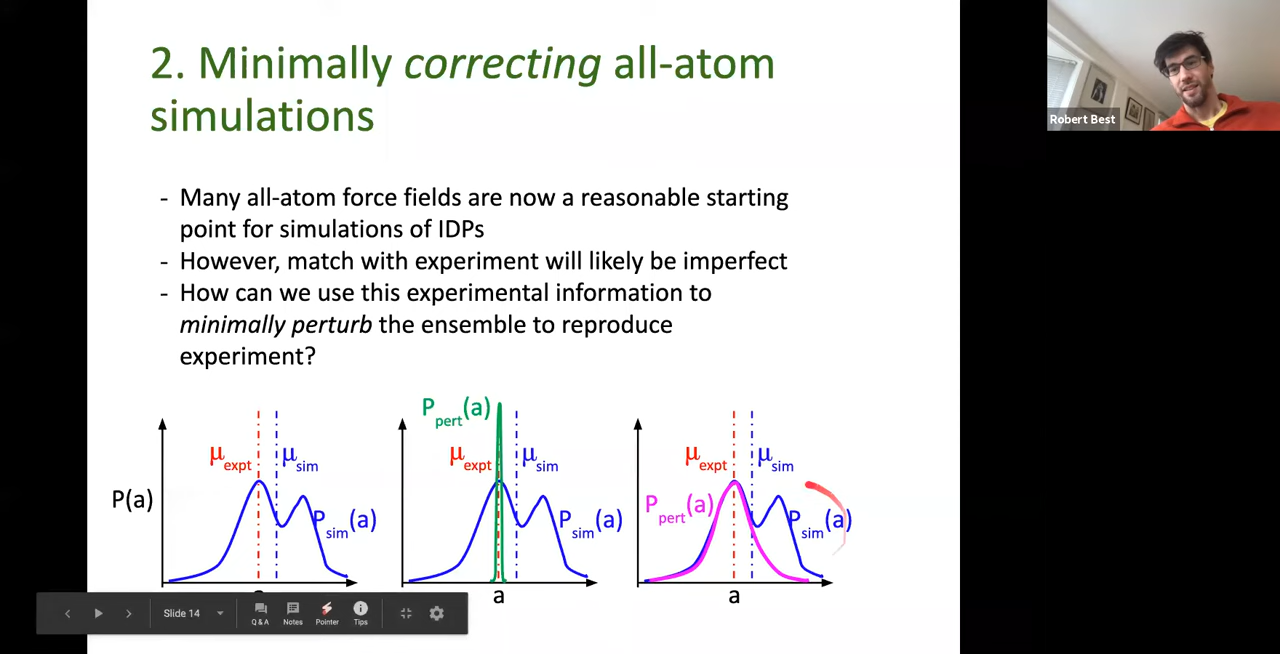 2. Minimally correcting all-atom
simulations
Robert Best
- Many all-atom force fields are now a reasonable starting
point for simulations of IDPs
- However, match with experiment will likely be imperfect
- How can we use this experimental information to
minimally perturb the ensemble to reproduce
experiment?
P(a)
μexpt
μsim
Psim(a)
Ppert(a)
μexpt
μsim
Psim(a)
a
μexpt
μsim
Ppert(a)
Psim(a)
a
Slide 14
Q & A
Notes
Pointer
Tips